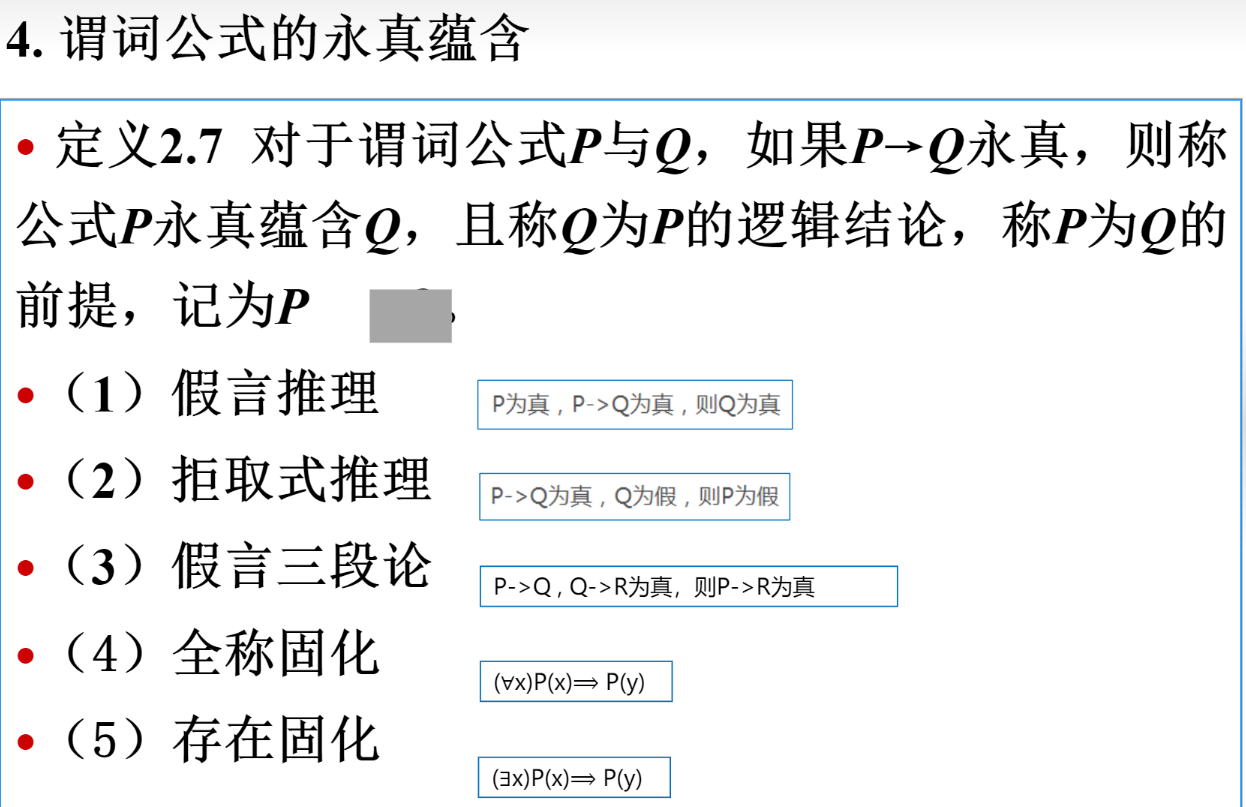 4. 谓词公式的永真蕴含
• 定义2.7 对于谓词公式P与Q，如果P→Q永真，则称
公式P永真蕴含Q，且称Q为P的逻辑结论，称P为Q的
前提，记为P 。
• （1）假言推理 P为真，P->Q为真，则Q为真
• （2）拒取式推理 P->Q为真，Q为假，则P为假
• （3）假言三段论 P->Q , Q->R为真，则P->R为真
• （4）全称固化 (∀x)P(x)⟹ P(y)
• （5）存在固化 (∃x)P(x)⟹ P(y)